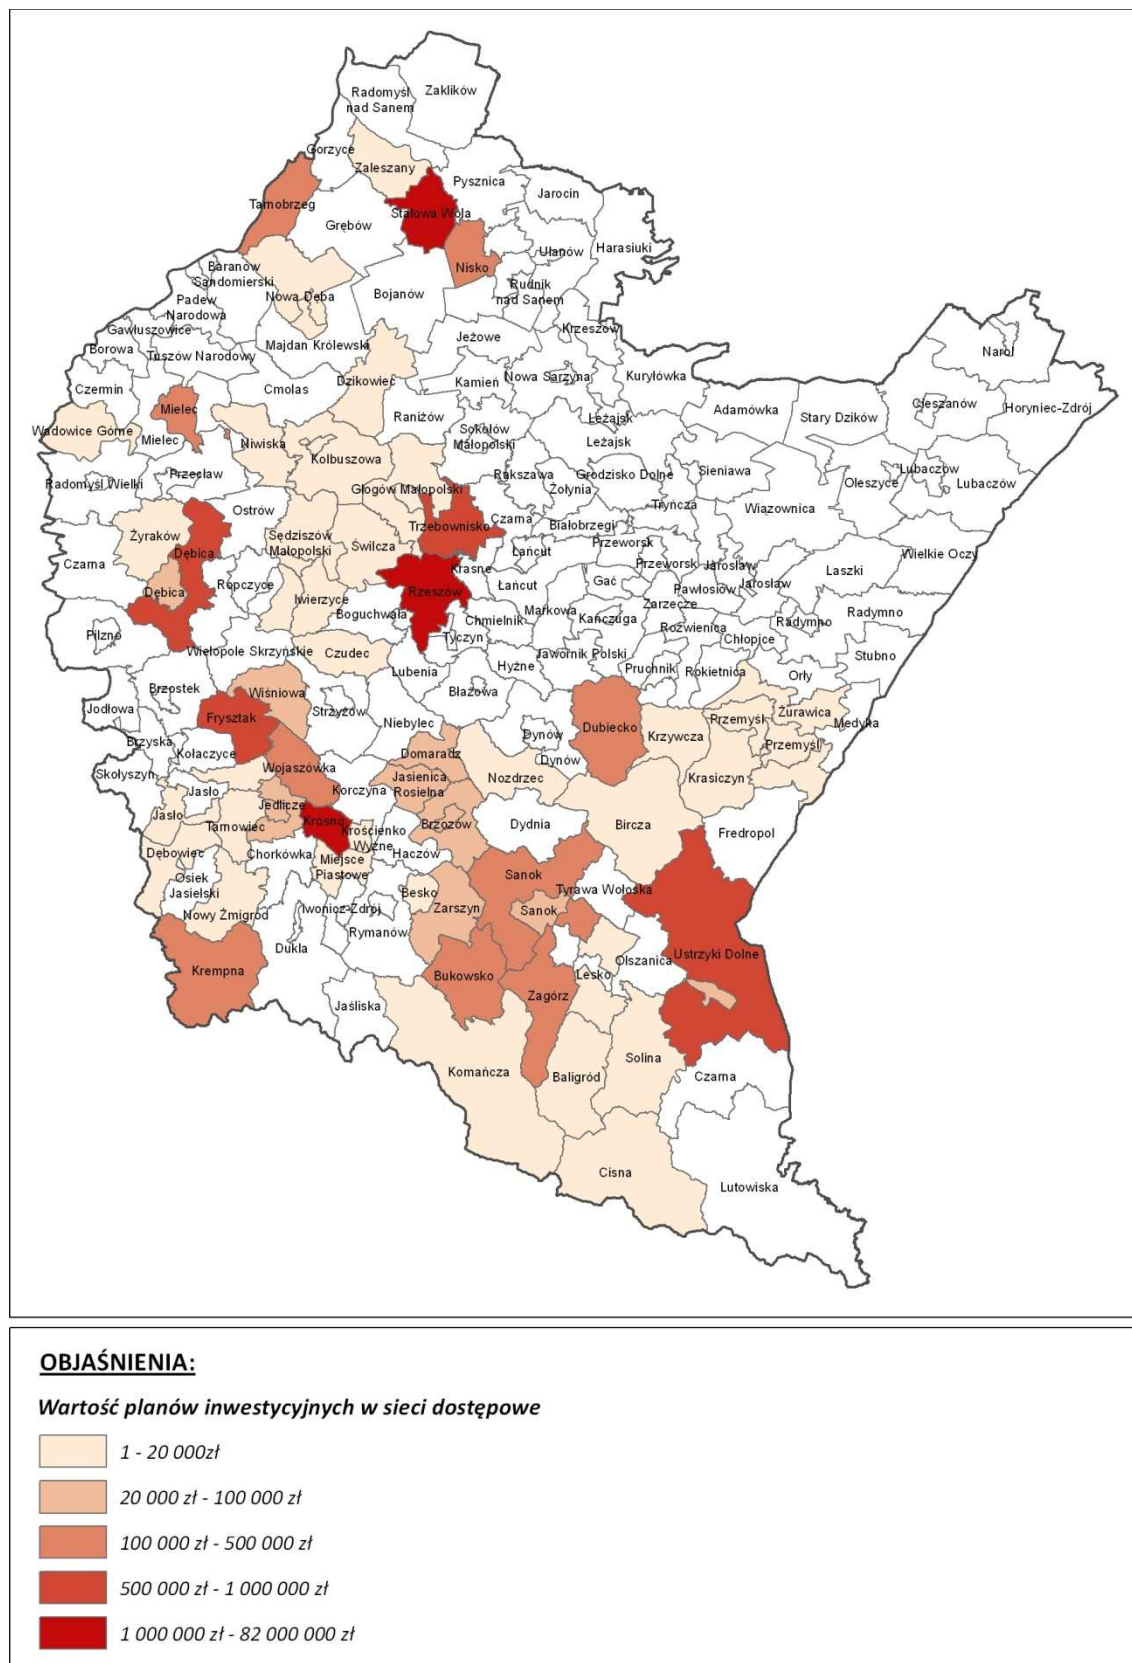 Zaklików
Radomyśl
nad Sanem
Gorzyce
Zaleszany
Pysznica
Jarocin
Tarnobrzeg
Stalowa Wola
Grębów
Ulanów
Harasiuki
Nisko
Baranów
Sandomierski
Rudnik
nad Sanem
Nowa Dęba
Bojanów
Padew
Narodowa
Krzeszów
Gawłuszowice
Jeżowe
Majdan Królewski
Borowa
Tuszów Narodowy
Narol
Dzikowiec
Kamień
Nowa Sarzyna
Kuryłówka
Czermin
Cmolas
Cieszanów
Horyniec-Zdrój
Mielec
Raniżów
Leżajsk
Adamówka
Stary Dzików
Wadowice Górne
Mielec
Niwiska
Sokołów
Małopolski
Leżajsk
Kolbuszowa
Przecław
Rakszawa
Grodzisko Dolne
Sieniawa
Lubaczów
Radomyśl Wielki
Głogów Małopolski
Żołynia
Oleszyce
Lubaczów
Ostrów
Tryńcza
Wiązownica
Żyraków
Trzebownisko
Czarna
Białobrzegi
Sędziszów
Małopolski
Świlcza
Dębica
Łańcut
Przeworsk
Wielkie Oczy
Czarna
Krasne
Przeworsk
Jarosław
Laszki
Ropczyce
Rzeszów
Łańcut
Gać
Pawłosiów
Jarosław
Dębica
Iwierzyce
Boguchwała
Markowa
Zarzecze
Radymno
Chmielnik
Kańczuga
Radymno
Pilzno
Tyczyn
Roźwienica
Chłopice
Wielopole Skrzyńskie
Czudec
Jawornik Polski
Stubno
Lubenia
Hyżne
Pruchnik
Rokietnica
Orły
Brzostek
Wiśniowa
Błażowa
Jodłowa
Frysztak
Strzyżów
Niebylec
Dubiecko
Przemyśl
Żurawica
Medyka
Brzyska
Kołaczyce
Dynów
Krzywcza
Przemyśl
Domaradz
Dynów
Skołyszyn
Wojaszówka
Jasienica
Rosielna
Nozdrzec
Krasiczyn
Jasło
Korczyna
Jedlicze
Jasło
Tarnowiec
Krosno
Krościenko
Wyżne
Brzozów
Dydnia
Bircza
Fredropol
Dębowiec
Chorkówka
Miejsce
Piastowe
Haczów
Osiek
Jasielski
Sanok
Besko
Tyrawa Wołoska
Nowy Żmigród
Iwonicz-Zdrój
Zarszyn
Sanok
Rymanów
Dukla
Ustrzyki Dolne
Olszanica
Krempna
Bukowsko
Lesko
Zagórz
Jaśliska
Solina
Komańcza
Baligród
Czarna
Cisna
Lutowiska
OBJAŚNIENIA:
Wartość planów inwestycyjnych w sieci dostępowe
1 - 20 000zł
20 000 zł - 100 000 zł
100 000 zł - 500 000 zł
500 000 zł - 1 000 000 zł
1 000 000 zł - 82 000 000 zł